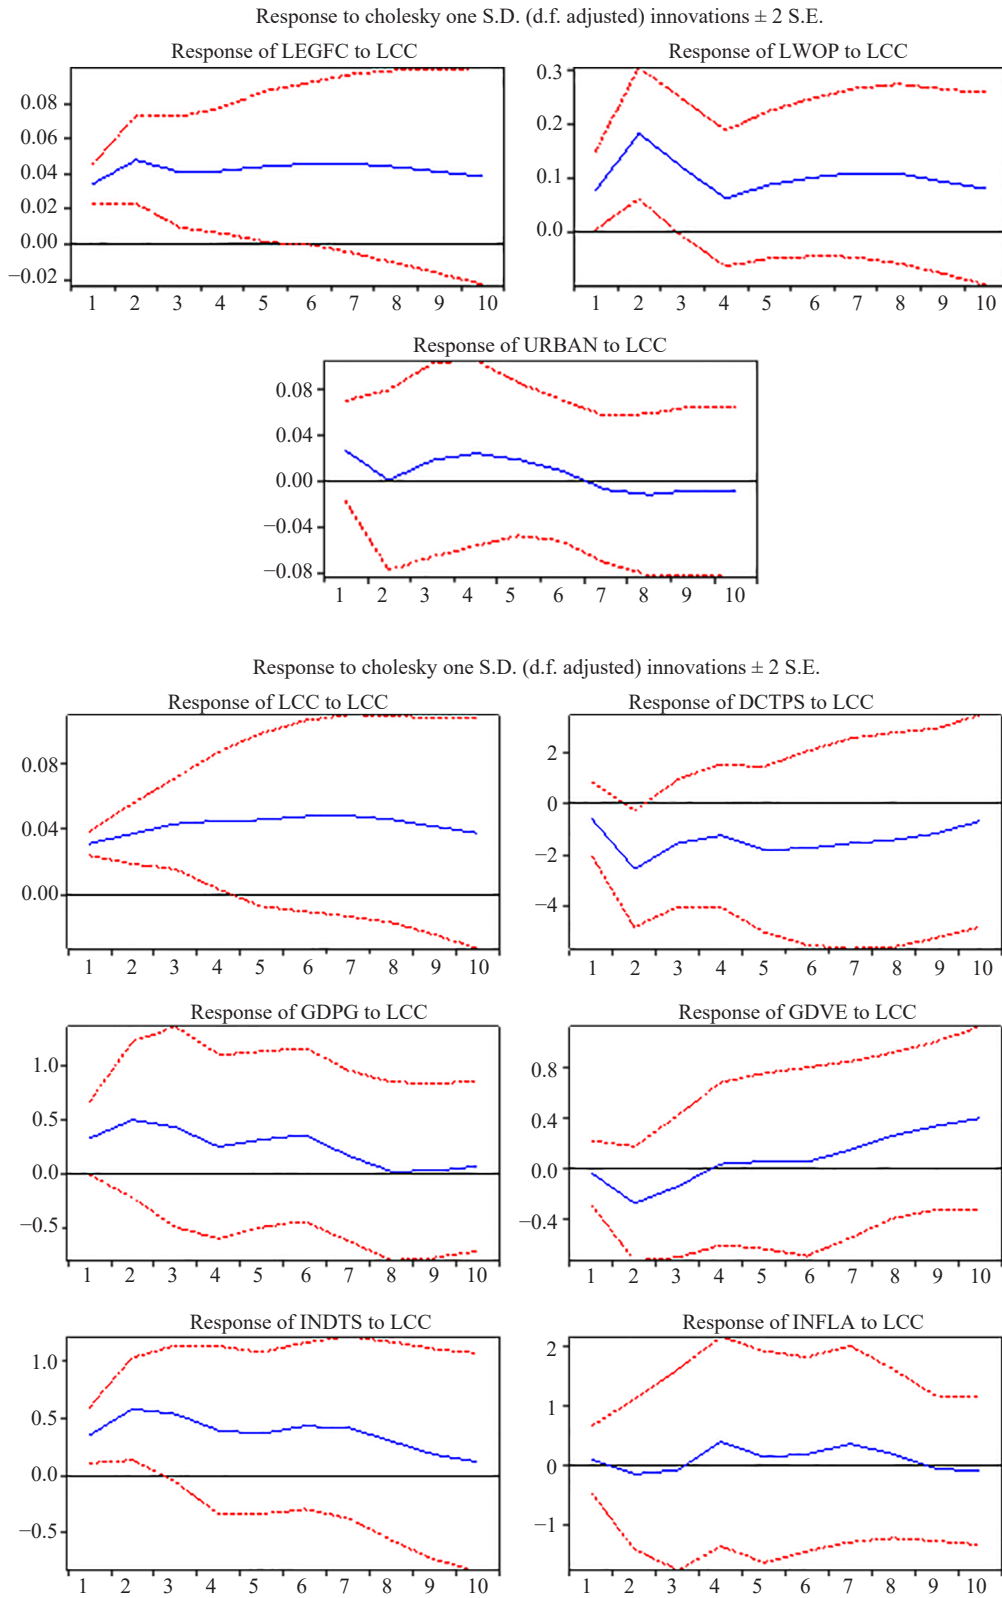 Response to cholesky one S.D. (d.f. adjusted) innovations ± 2 S.E.
Response of LEGFC to LCC
0.08
0.06
0.04
0.02
0.00
−0.02
1 2 3 4 5 6 7 8 9 10
Response of LWOP to LCC
0.3
0.2
0.1
0.0
1 2 3 4 5 6 7 8 9 10
Response of URBAN to LCC
0.08
0.04
0.00
−0.04
−0.08
1 2 3 4 5 6 7 8 9 10
Response to cholesky one S.D. (d.f. adjusted) innovations ± 2 S.E.
Response of LCC to LCC
0.08
0.04
0.00
1 2 3 4 5 6 7 8 9 10
Response of DCTPS to LCC
2
0
−2
−4
1 2 3 4 5 6 7 8 9 10
Response of GDPG to LCC
1.0
0.5
0.0
−0.5
1 2 3 4 5 6 7 8 9 10
Response of GDVE to LCC
0.8
0.4
0.0
−0.4
1 2 3 4 5 6 7 8 9 10
Response of INDTS to LCC
1.0
0.5
0.0
−0.5
1 2 3 4 5 6 7 8 9 10
Response of INFLA to LCC
2
1
0
−1
1 2 3 4 5 6 7 8 9 10